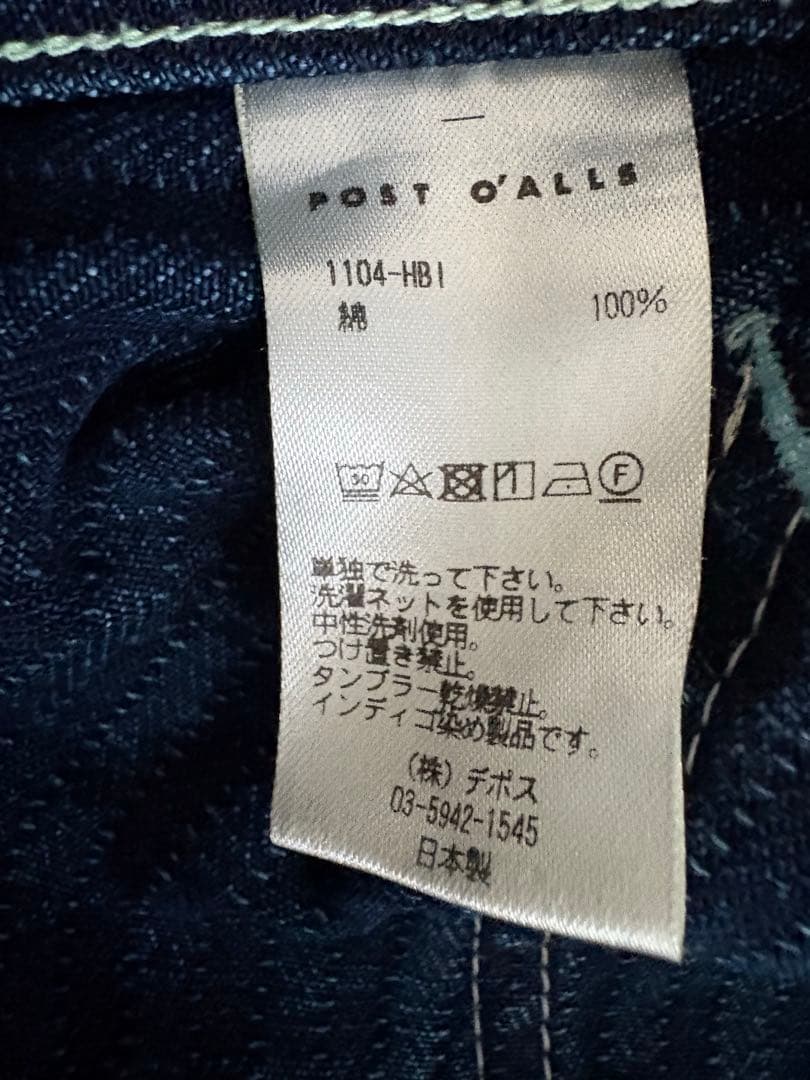 POST O'ALLS
1104-HBI
綿 100%
30
F
単独で洗って下さい。
洗濯ネットを使用して下さい。
中性洗剤使用。
つけ置き禁止。
タンブラー乾燥禁止。
インディゴ染め製品です。
(株) デポス
03-5942-1545
日本製